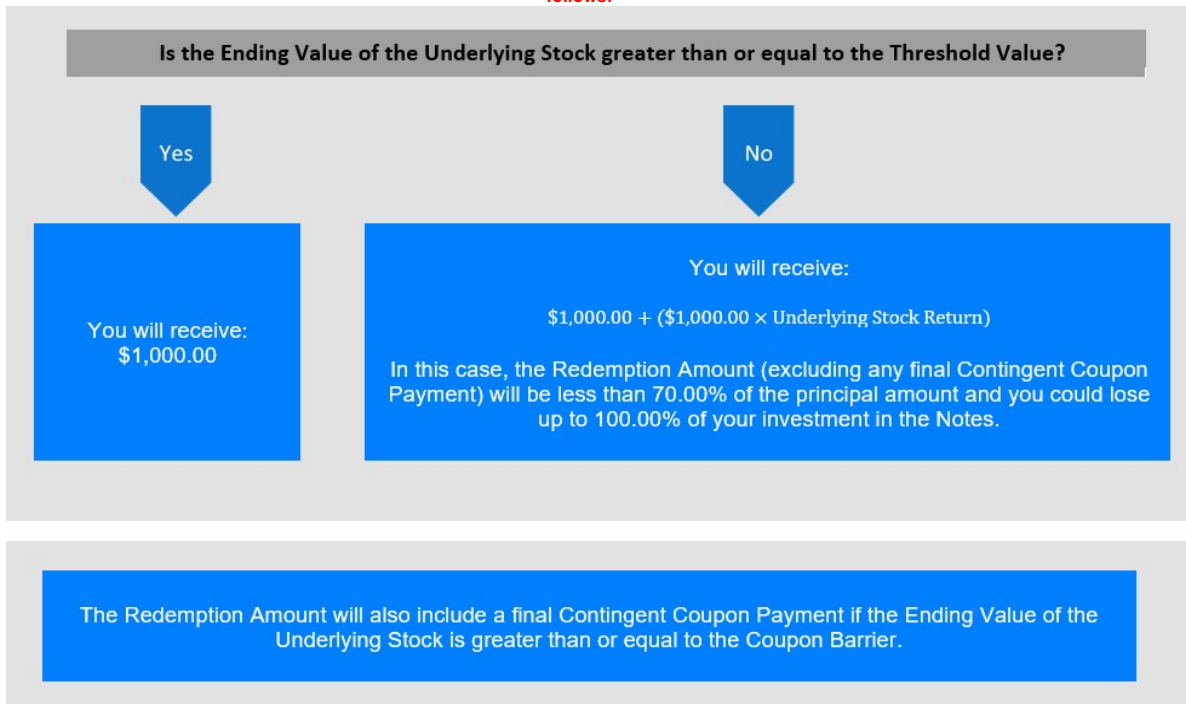 Is the Ending Value of the Underlying Stock greater than or equal to the Threshold Value?
Yes
No
You will receive:
$1,000.00
You will receive:
$1,000.00 + ($1,000.00 × Underlying Stock Return)
In this case, the Redemption Amount (excluding any final Contingent Coupon
Payment) will be less than 70.00% of the principal amount and you could lose
up to 100.00% of your investment in the Notes.
The Redemption Amount will also include a final Contingent Coupon Payment if the Ending Value of the
Underlying Stock is greater than or equal to the Coupon Barrier.